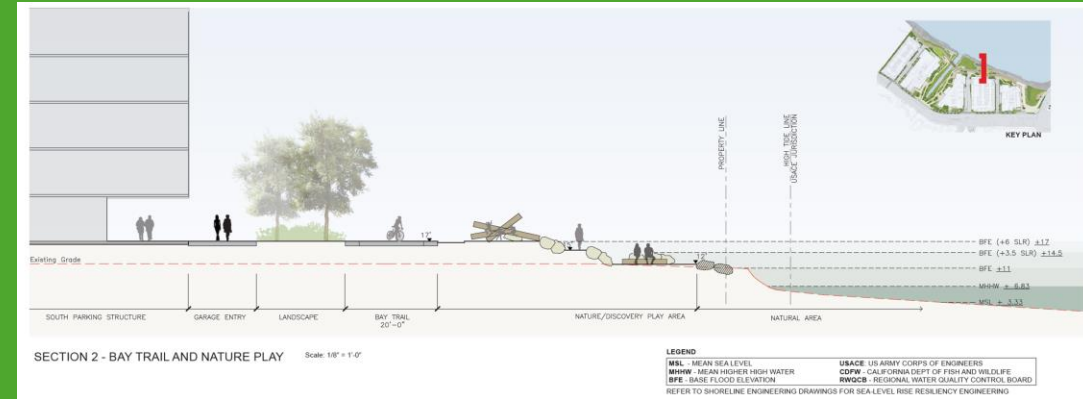 KEY PLAN
PROPERTY LINE
HIGH TIDE LINE
USACE JURISDICTION
17'
BFE (+6 SLR) +17
BFE (+3.5 SLR) +14.5
12'
BFE +11
Existing Grade
MHHW + 6.83
MSL + 3.33
SOUTH PARKING STRUCTURE
GARAGE ENTRY
LANDSCAPE
BAY TRAIL
20'-0"
NATURE/DISCOVERY PLAY AREA
NATURAL AREA
SECTION 2 - BAY TRAIL AND NATURE PLAY
Scale: 1/8" = 1'-0"
LEGEND
MSL - MEAN SEA LEVEL
MHHW - MEAN HIGHER HIGH WATER
BFE - BASE FLOOD ELEVATION
USACE: US ARMY CORPS OF ENGINEERS
CDFW - CALIFORNIA DEPT OF FISH AND WILDLIFE
RWQCB - REGIONAL WATER QUALITY CONTROL BOARD
REFER TO SHORELINE ENGINEERING DRAWINGS FOR SEA-LEVEL RISE RESILIENCY ENGINEERING